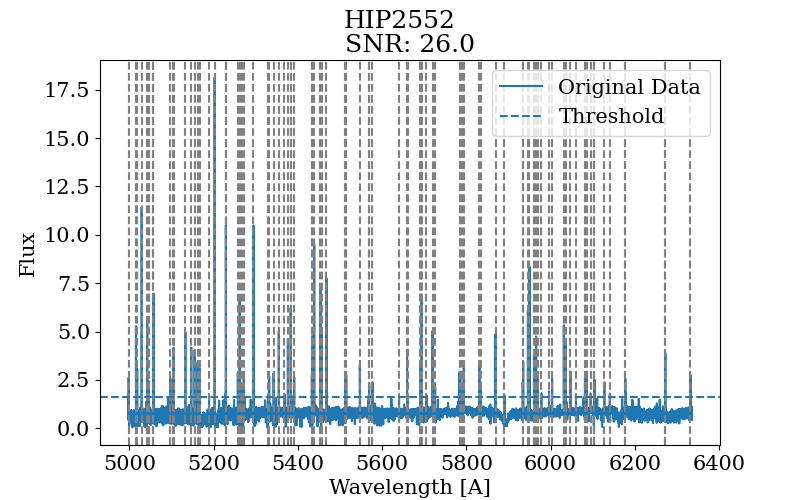 HIP2552
SNR: 26.0
Original Data
Threshold
Flux
17.5
15.0
12.5
10.0
7.5
5.0
2.5
0.0
5000 5200 5400 5600 5800 6000 6200 6400
Wavelength [A]